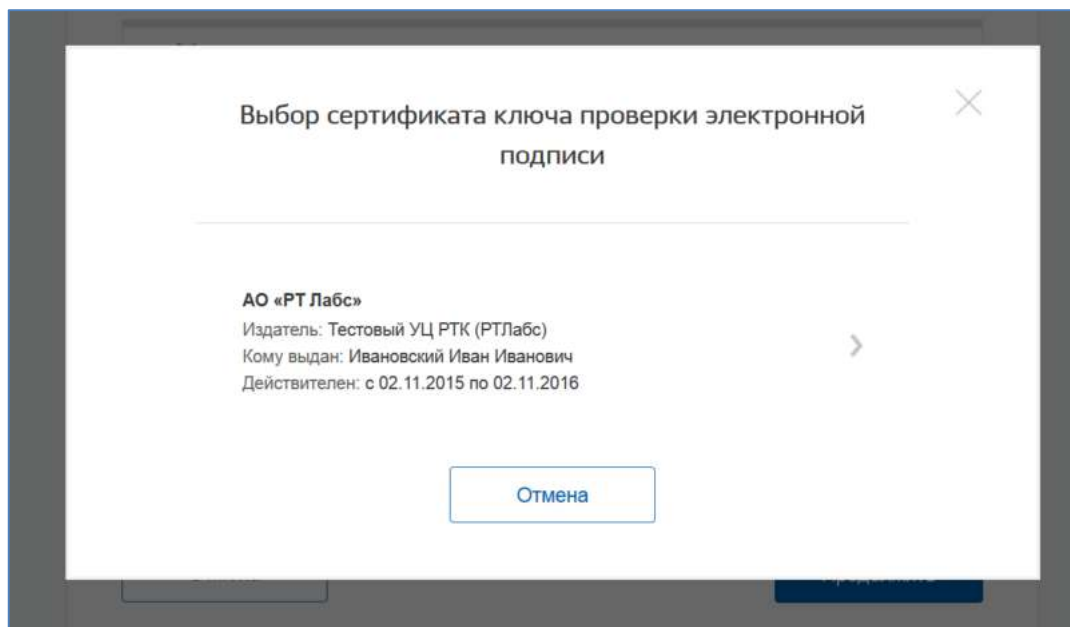 Выбор сертификата ключа проверки электронной
подписи
АО «РТ Лабс»
Издатель: Тестовый УЦ РТК (РТЛабс)
Кому выдан: Ивановский Иван Иванович
Действителен: с 02.11.2015 по 02.11.2016
Отмена